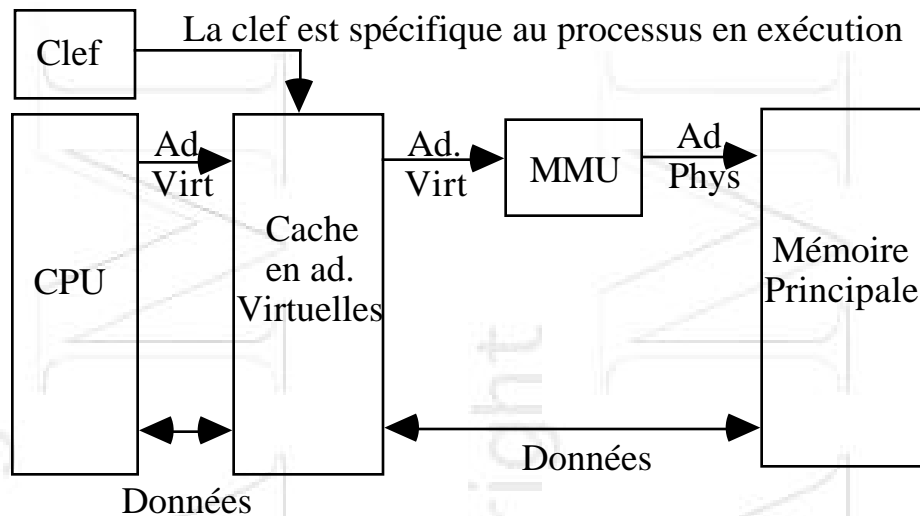 La clef est spécifique au processus en exécution
Clef
Ad.
Virt
Ad.
Virt
MMU
Ad.
Phys
CPU
Cache
en ad.
Virtuelles
Mémoire
Principale
Données
Données
right